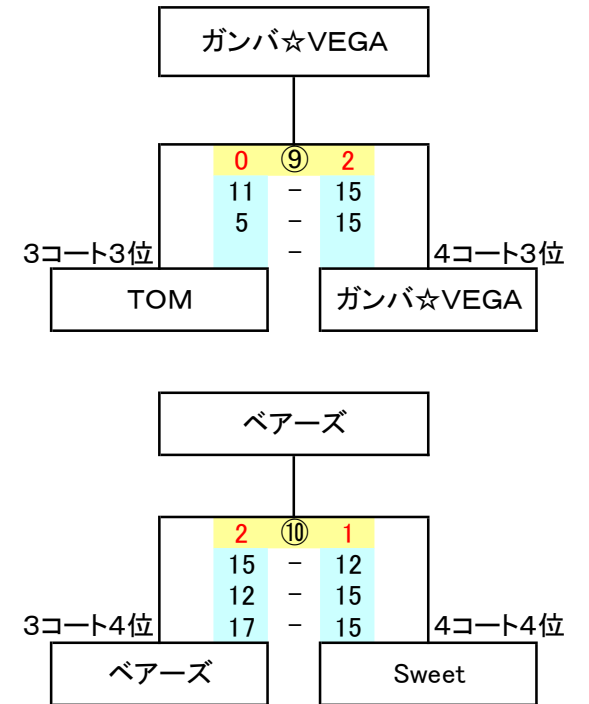 ガンバ☆VEGA
0 ⑨ 2
11 - 15
5 - 15
-
3コート3位 4コート3位
TOM ガンバ☆VEGA
ベアーズ
2 ⑩ 1
15 - 12
12 - 15
17 - 15
3コート4位 4コート4位
ベアーズ Sweet